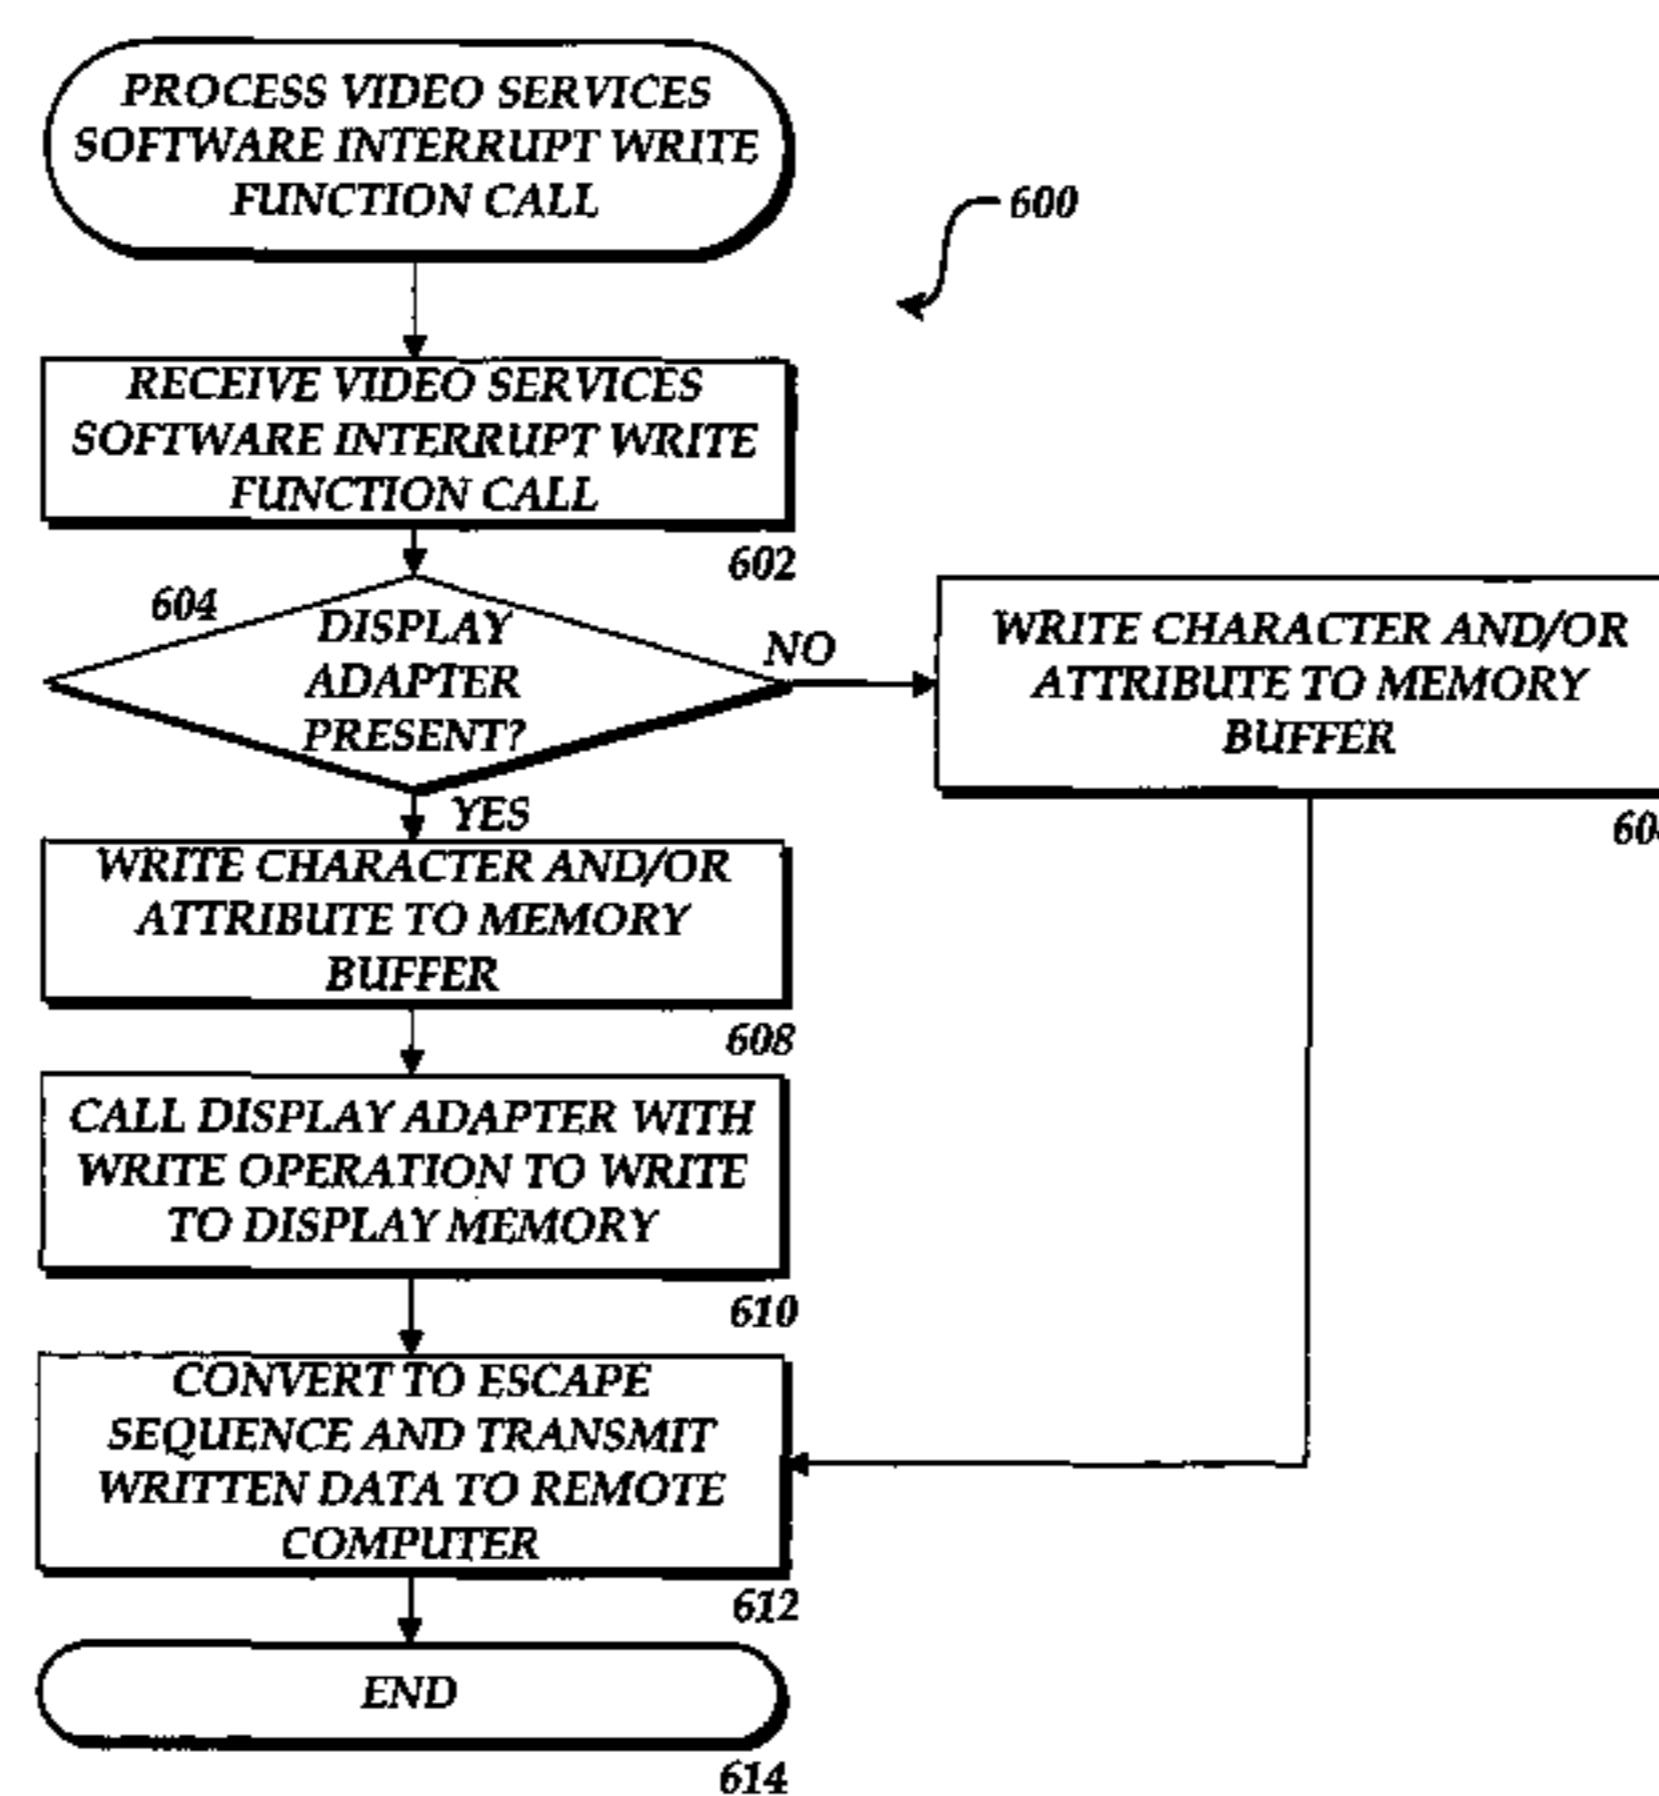 PROCESS VIDEO SERVICES
SOFTWARE INTERRUPT WRITE
FUNCTION CALL
600
RECEIVE VIDEO SERVICES
SOFTWARE INTERRUPT WRITE
FUNCTION CALL
602
604
DISPLAY
ADAPTER
PRESENT?
NO
WRITE CHARACTER AND/OR
ATTRIBUTE TO MEMORY
BUFFER
YES
WRITE CHARACTER AND/OR
ATTRIBUTE TO MEMORY
BUFFER
608
CALL DISPLAY ADAPTER WITH
WRITE OPERATION TO WRITE
TO DISPLAY MEMORY
610
CONVERT TO ESCAPE
SEQUENCE AND TRANSMIT
WRITTEN DATA TO REMOTE
COMPUTER
612
END
614